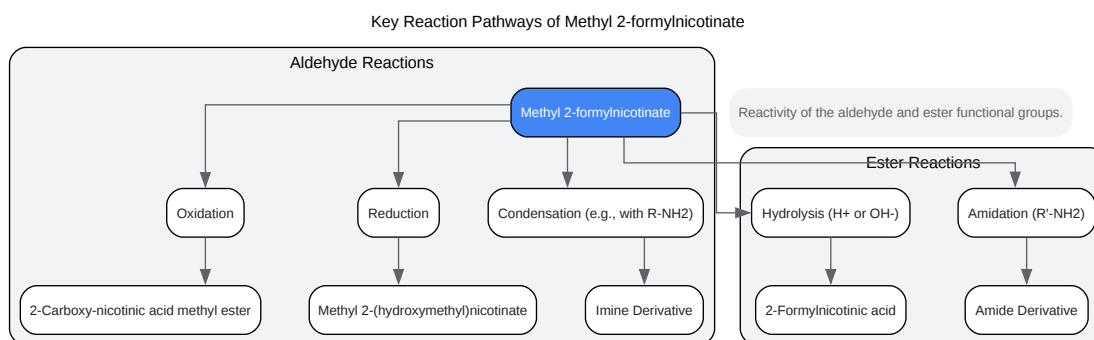 Key Reaction Pathways of Methyl 2-formylnicotinate
Aldehyde Reactions
Methyl 2-formylnicotinate
Reactivity of the aldehyde and ester functional groups.
Ester Reactions
Oxidation
Reduction
Condensation (e.g., with R-NH2)
Hydrolysis (H+ or OH-)
Amidation (R'-NH2)
2-Carboxy-nicotinic acid methyl ester
Methyl 2-(hydroxymethyl)nicotinate
Imine Derivative
2-Formylnicotinic acid
Amide Derivative